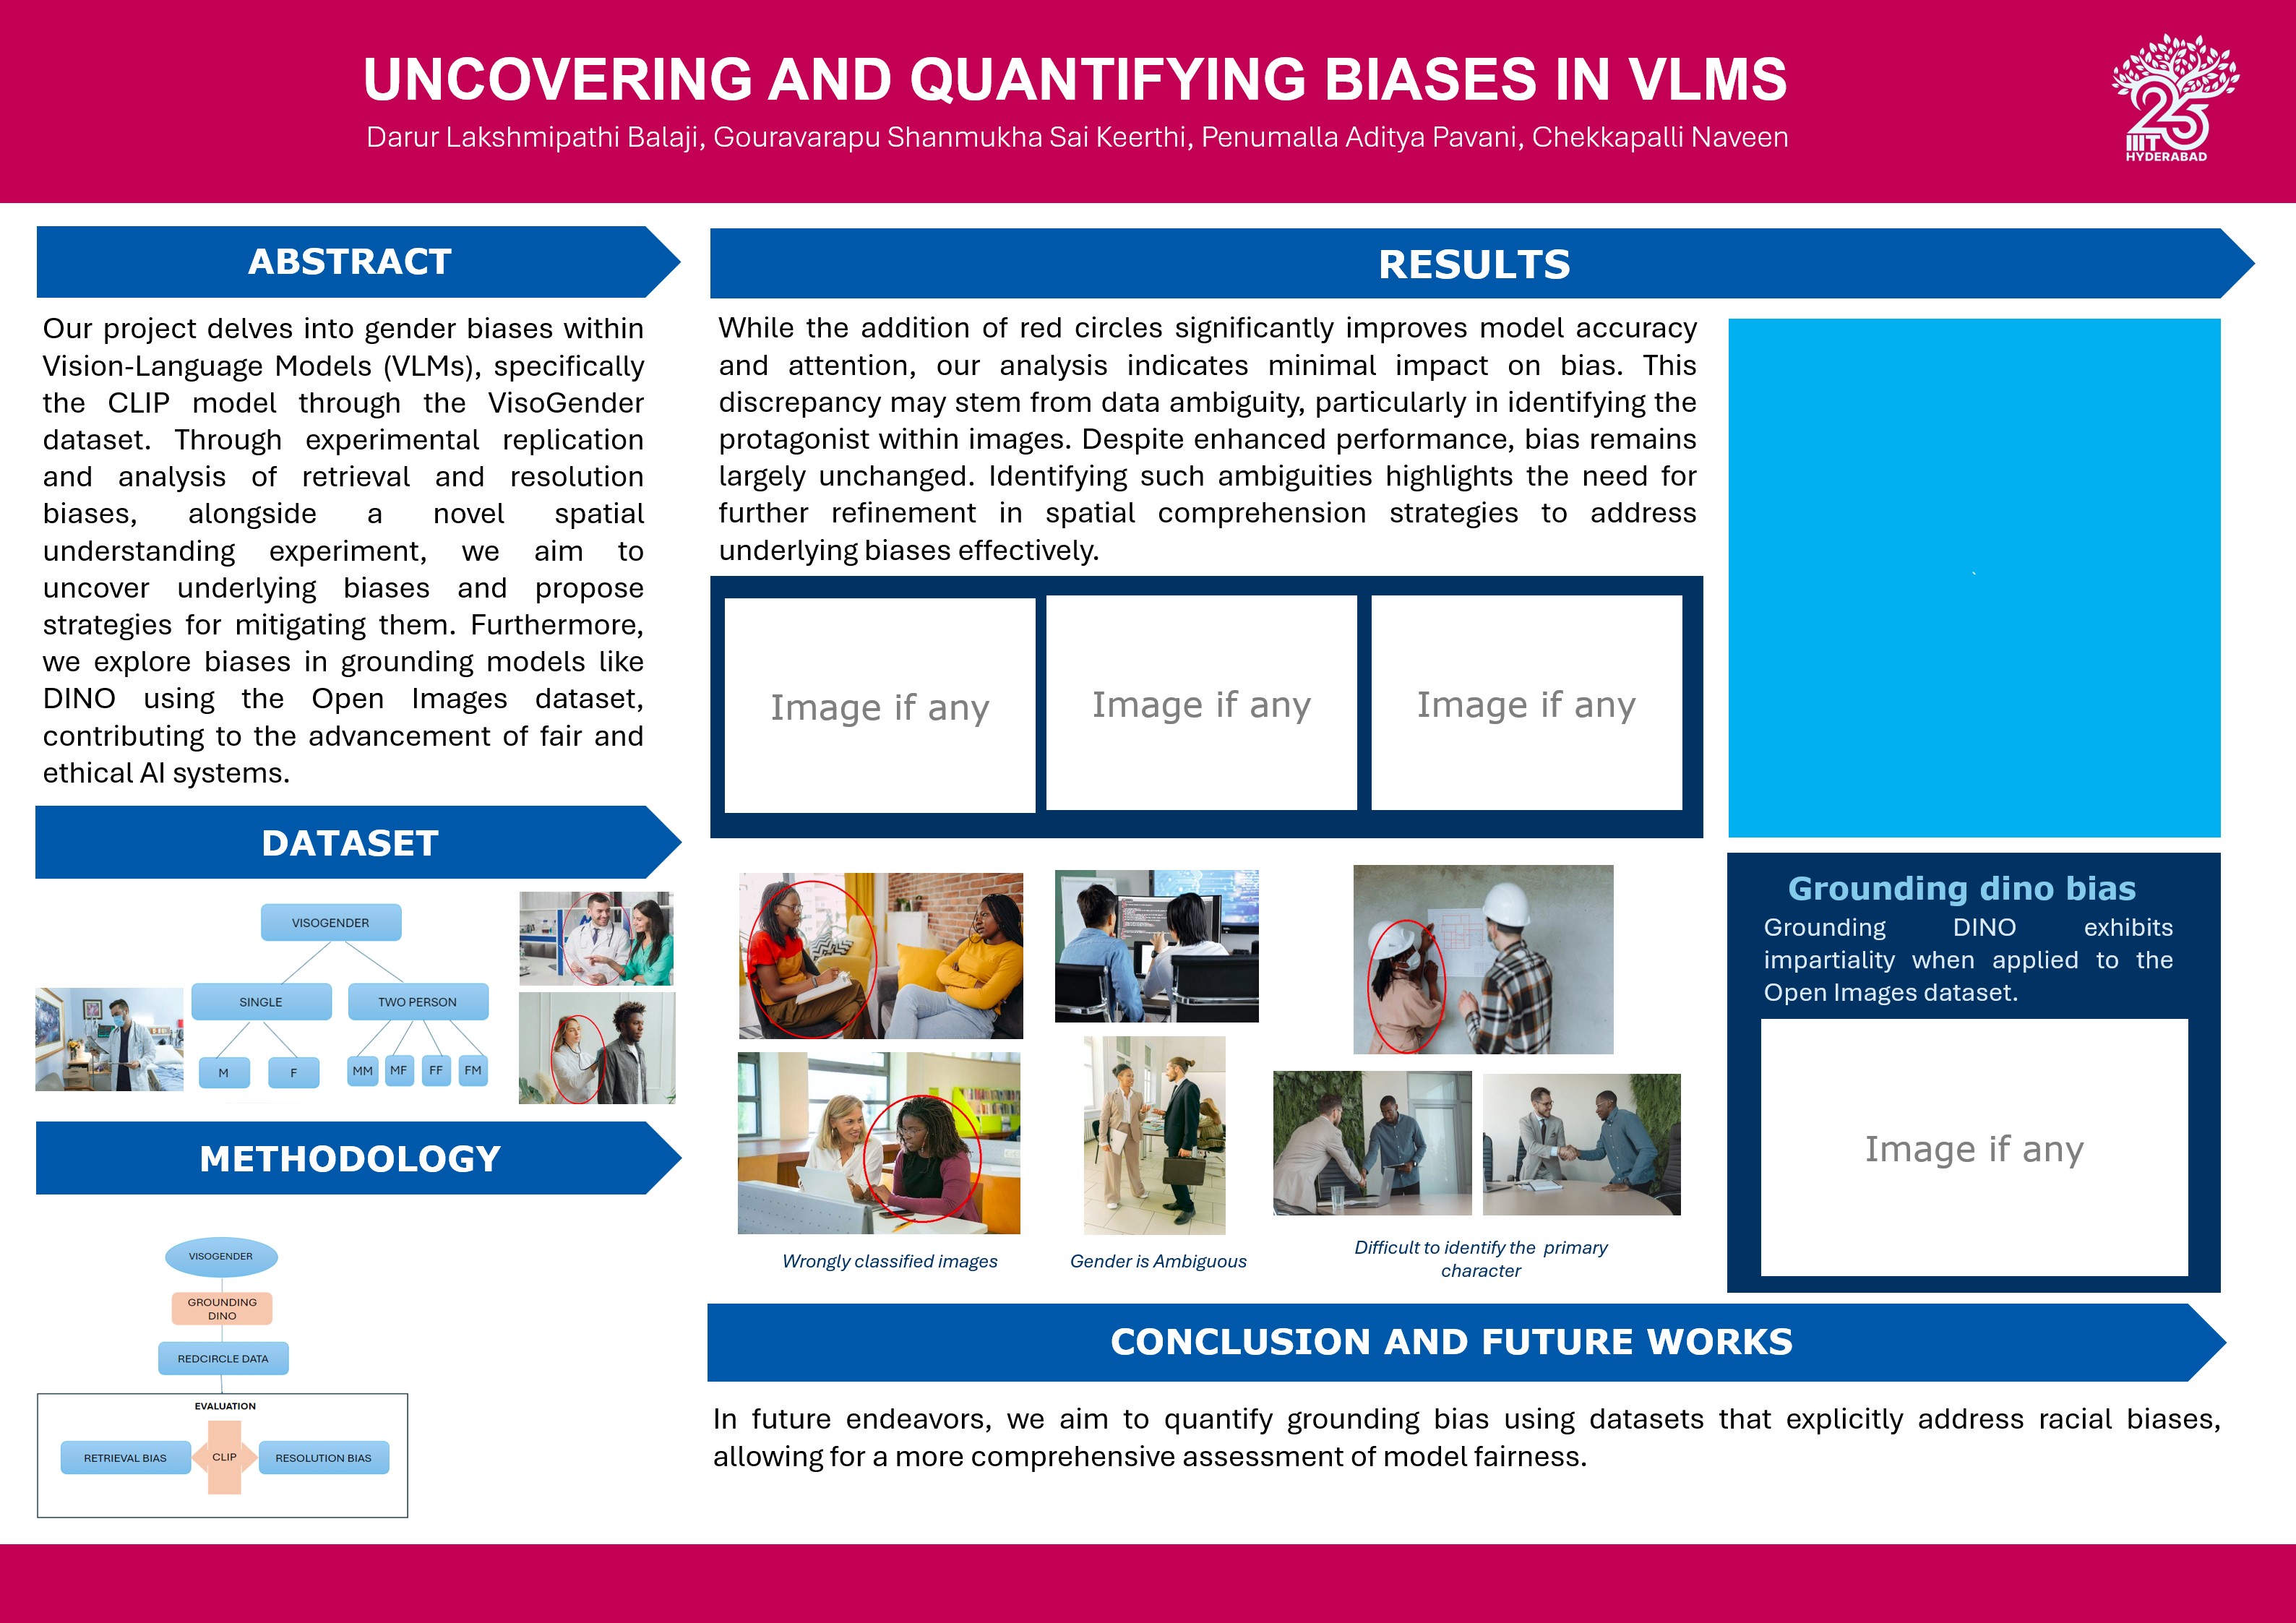 UNCOVERING AND QUANTIFYING BIASES IN VLMS
Darur Lakshmipathi Balaji, Gouravarapu Shanmukha Sai Keerthi, Penumalla Aditya Pavani, Chekkapalli Naveen
25
IIIT
HYDERABAD
ABSTRACT
Our project delves into gender biases within
Vision-Language Models (VLMs), specifically
the CLIP model through the VisoGender
dataset. Through experimental replication
and analysis of retrieval and resolution
biases, alongside a novel spatial
understanding experiment, we aim to
uncover underlying biases and propose
strategies for mitigating them. Furthermore,
we explore biases in grounding models like
DINO using the Open Images dataset,
contributing to the advancement of fair and
ethical AI systems.
DATASET
VISOGENDER
SINGLE
TWO PERSON
M
F
MM
MF
FF
FM
METHODOLOGY
VISOGENDER
GROUNDING
DINO
REDCIRCLE DATA
EVALUATION
RETRIEVAL BIAS
CLIP
RESOLUTION BIAS
RESULTS
While the addition of red circles significantly improves model accuracy
and attention, our analysis indicates minimal impact on bias. This
discrepancy may stem from data ambiguity, particularly in identifying the
protagonist within images. Despite enhanced performance, bias remains
largely unchanged. Identifying such ambiguities highlights the need for
further refinement in spatial comprehension strategies to address
underlying biases effectively.
`
Image if any
Image if any
Image if any
Wrongly classified images
Gender is Ambiguous
Difficult to identify the primary
character
Grounding dino bias
Grounding DINO exhibits
impartiality when applied to the
Open Images dataset.
Image if any
CONCLUSION AND FUTURE WORKS
In future endeavors, we aim to quantify grounding bias using datasets that explicitly address racial biases,
allowing for a more comprehensive assessment of model fairness.